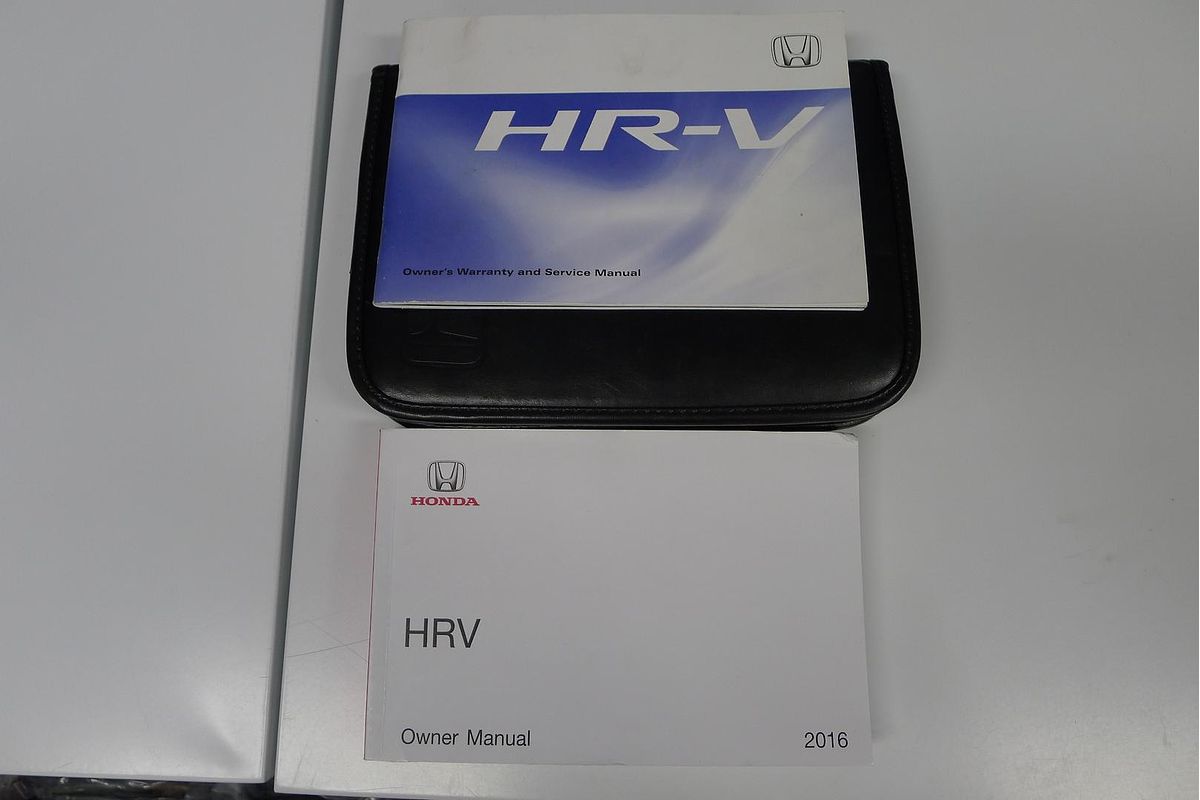 HR-V
Owner's Warranty and Service Manual
HONDA
HRV
Owner Manual 2016